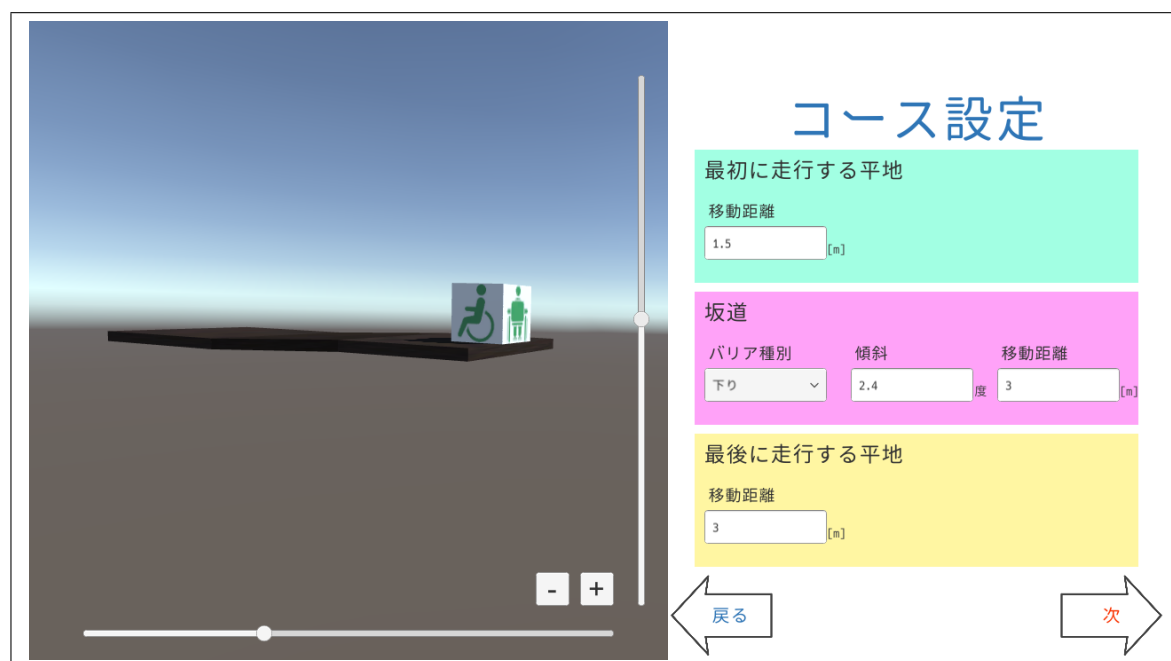 コース設定
最初に走行する平地
移動距離
1.5 [m]
坂道
バリア種別 傾斜 移動距離
下り 2.4 度 3 [m]
最後に走行する平地
移動距離
3 [m]
- +
戻る 次